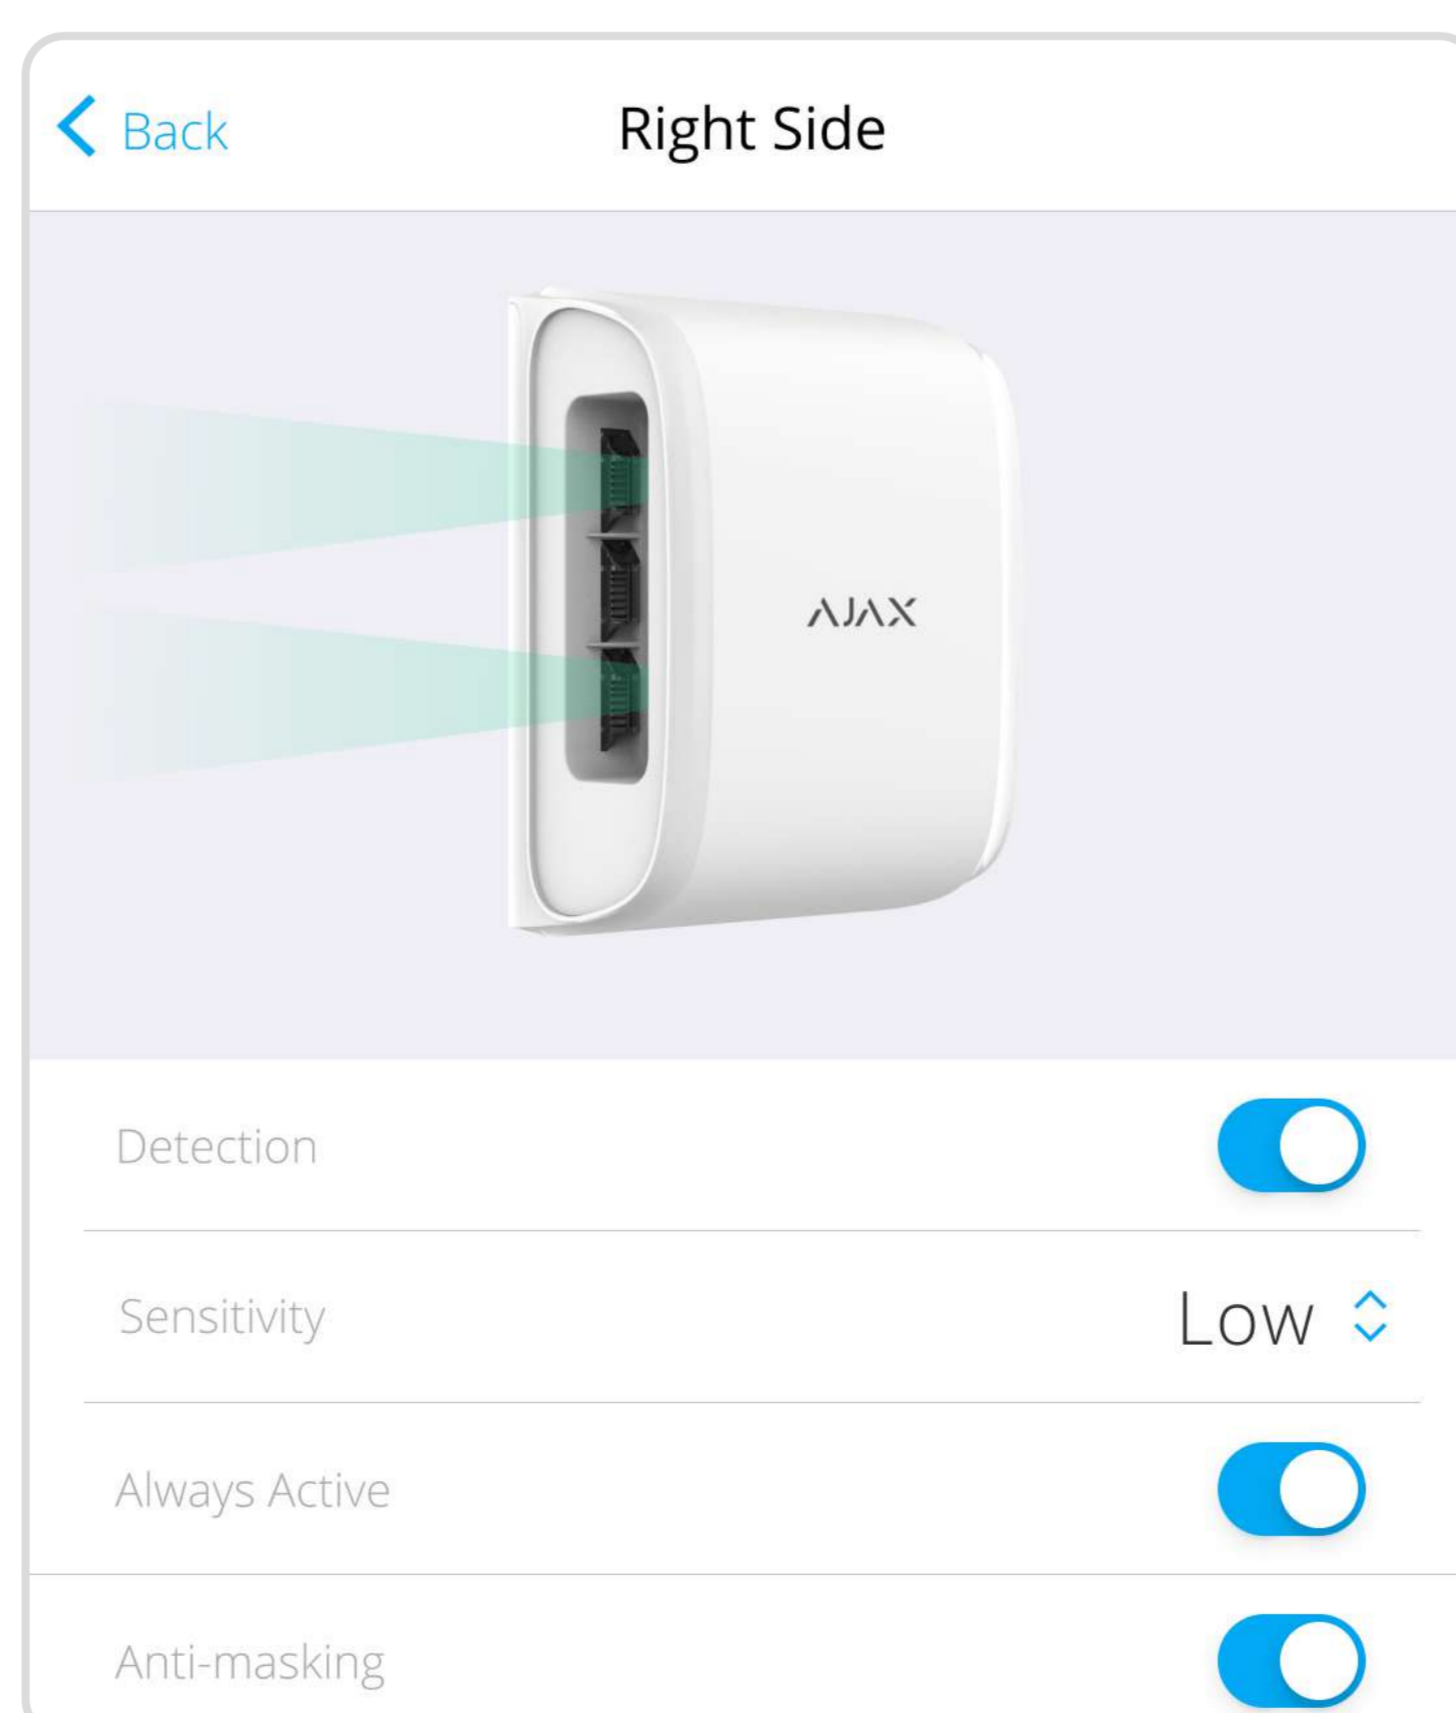 Back
Right Side
AJAX
Detection
Sensitivity
Low
Always Active
Anti-masking